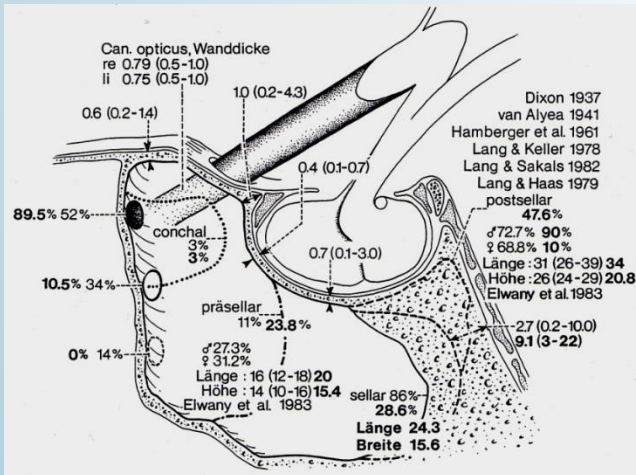 Can. opticus, Wanddicke
re 0.79 (0.5-1.0)
li 0.75 (0.5-1.0)
0.6 (0.2-1.4)
1.0 (0.2-4.3)
0.4 (0.1-0.7)
0.7 (0.1-3.0)
Dixon 1937
van Alyea 1941
Hamberger et al. 1961
Lang & Keller 1978
Lang & Sakals 1982
Lang & Haas 1979
postsellar
47.6%
♂72.7% 90%
♀68.8% 10%
Länge: 31 (26-39) 34
Höhe: 26 (24-29) 20.8
Elwany et al. 1983
2.7 (0.2-10.0)
9.1 (3-22)
89.5% 52%
conchal
3%
3%
10.5% 34%
0% 14%
präsellar
11% 23.8%
♂27.3%
♀31.2%
Länge: 16 (12-18) 20
Höhe: 14 (10-16) 15.4
Elwany et al. 1983
sellar 86%
28.6%
Länge 24.3
Breite 15.6